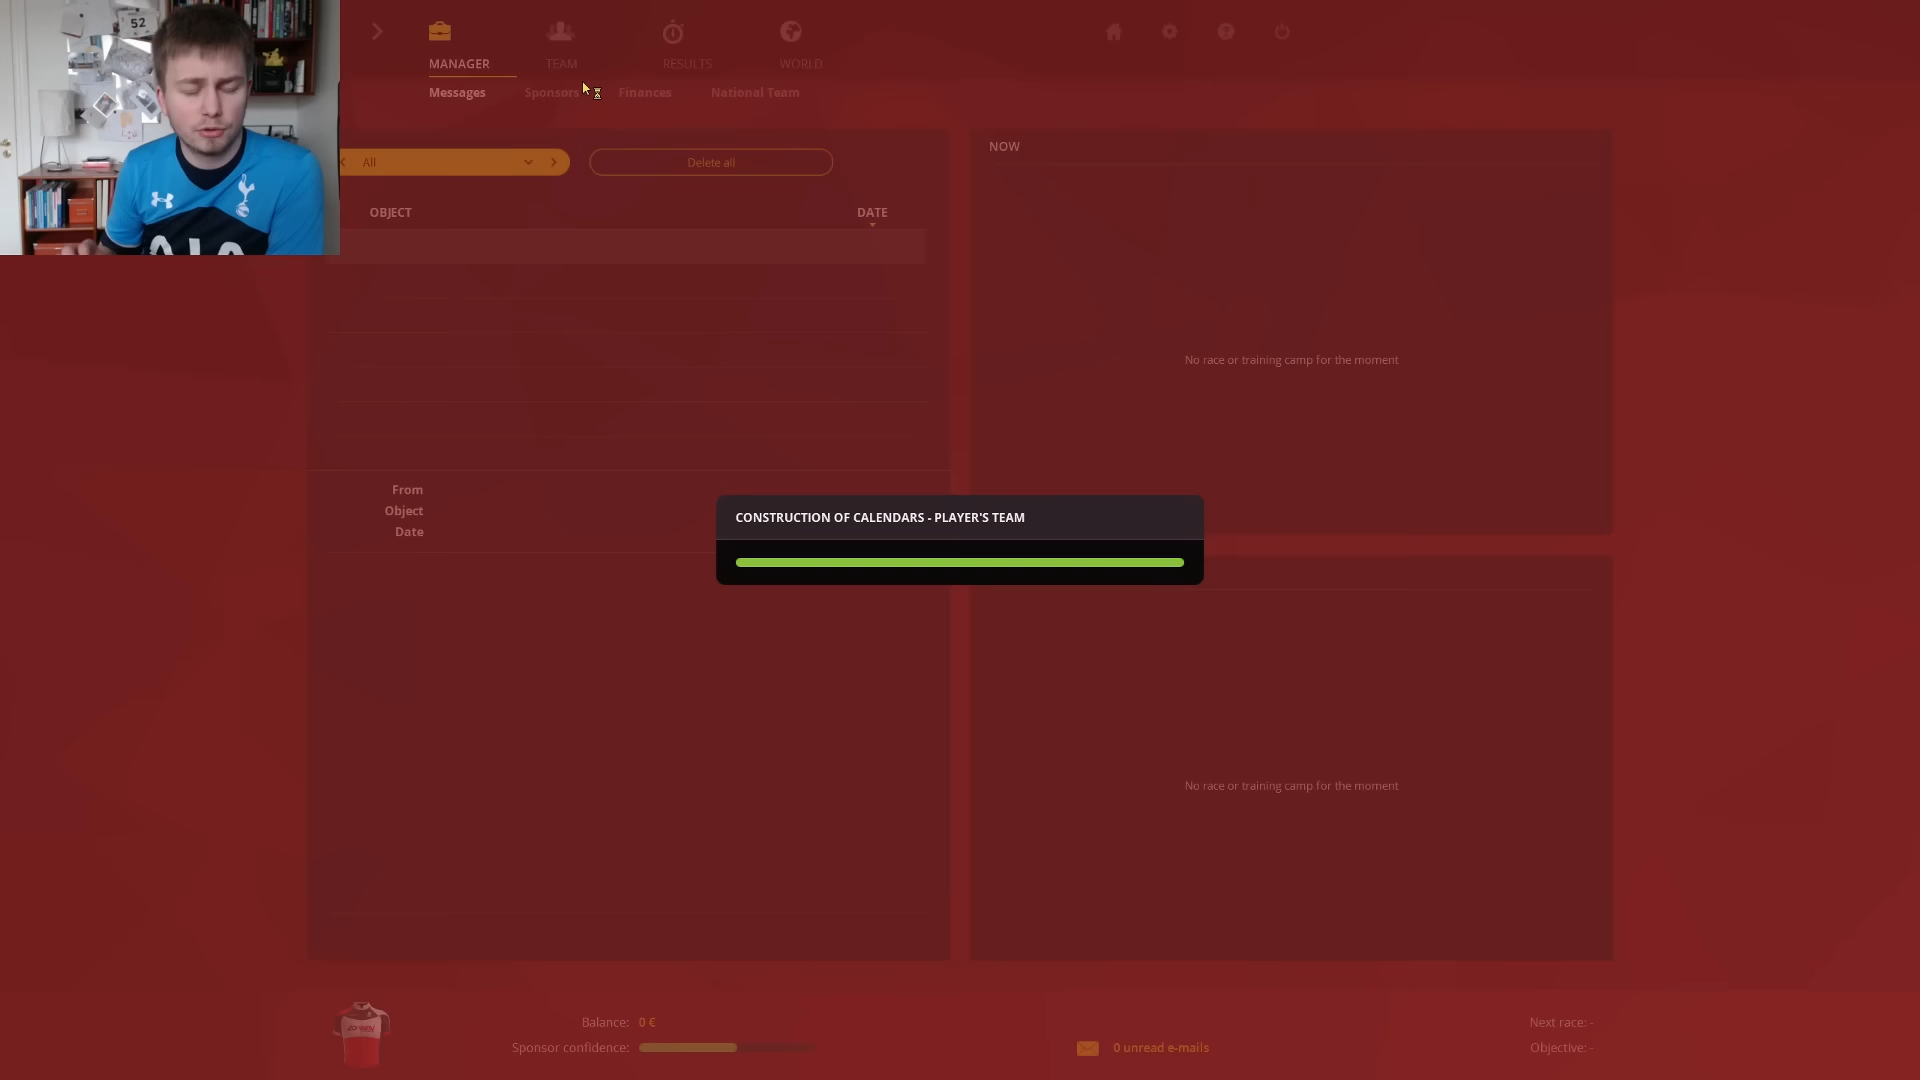 52
MANAGER
TEAM
RESULTS
WORLD
Messages
Sponsors
Finances
National Team
All
Delete all
NOW
OBJECT
DATE
No race or training camp for the moment
From
Object
Date
CONSTRUCTION OF CALENDARS - PLAYER'S TEAM
No race or training camp for the moment
Balance: 0 €
Sponsor confidence:
0 unread e-mails
Next race: -
Objective: -